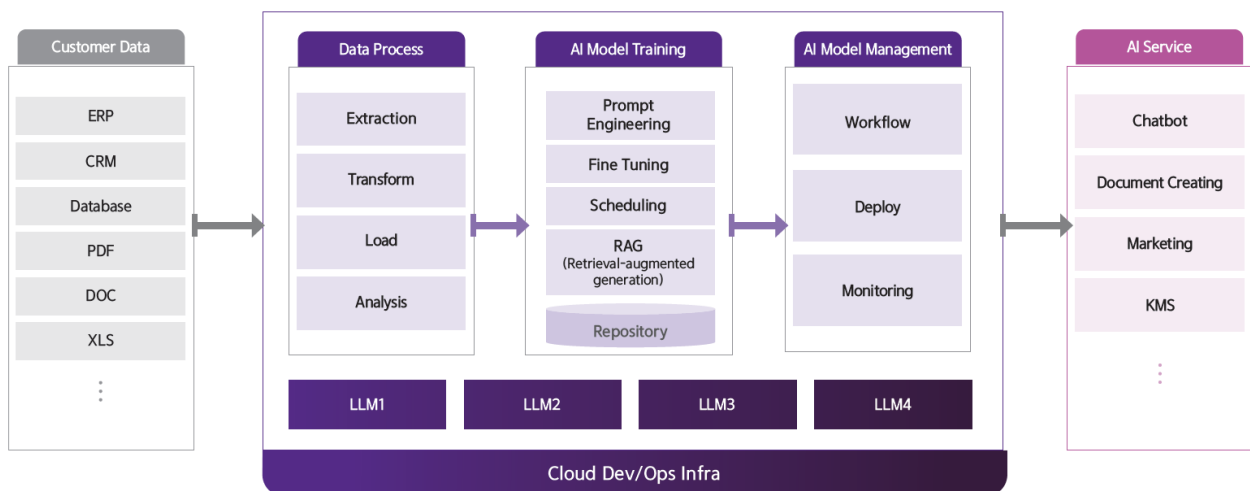 Customer Data
ERP
CRM
Database
PDF
DOC
XLS
Data Process
Extraction
Transform
Load
Analysis
AI Model Training
Prompt
Engineering
Fine Tuning
Scheduling
RAG
(Retrieval-augmented
generation)
Repository
AI Model Management
Workflow
Deploy
Monitoring
LLM1
LLM2
LLM3
LLM4
Cloud Dev/Ops Infra
AI Service
Chatbot
Document Creating
Marketing
KMS